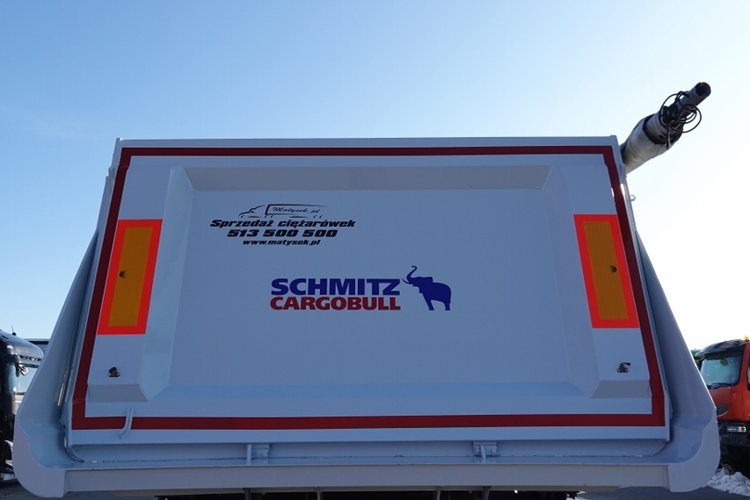 Matysek.pl
Sprzedaż ciężarówek
513 500 500
www.matysek.pl
SCHMITZ
CARGOBULL